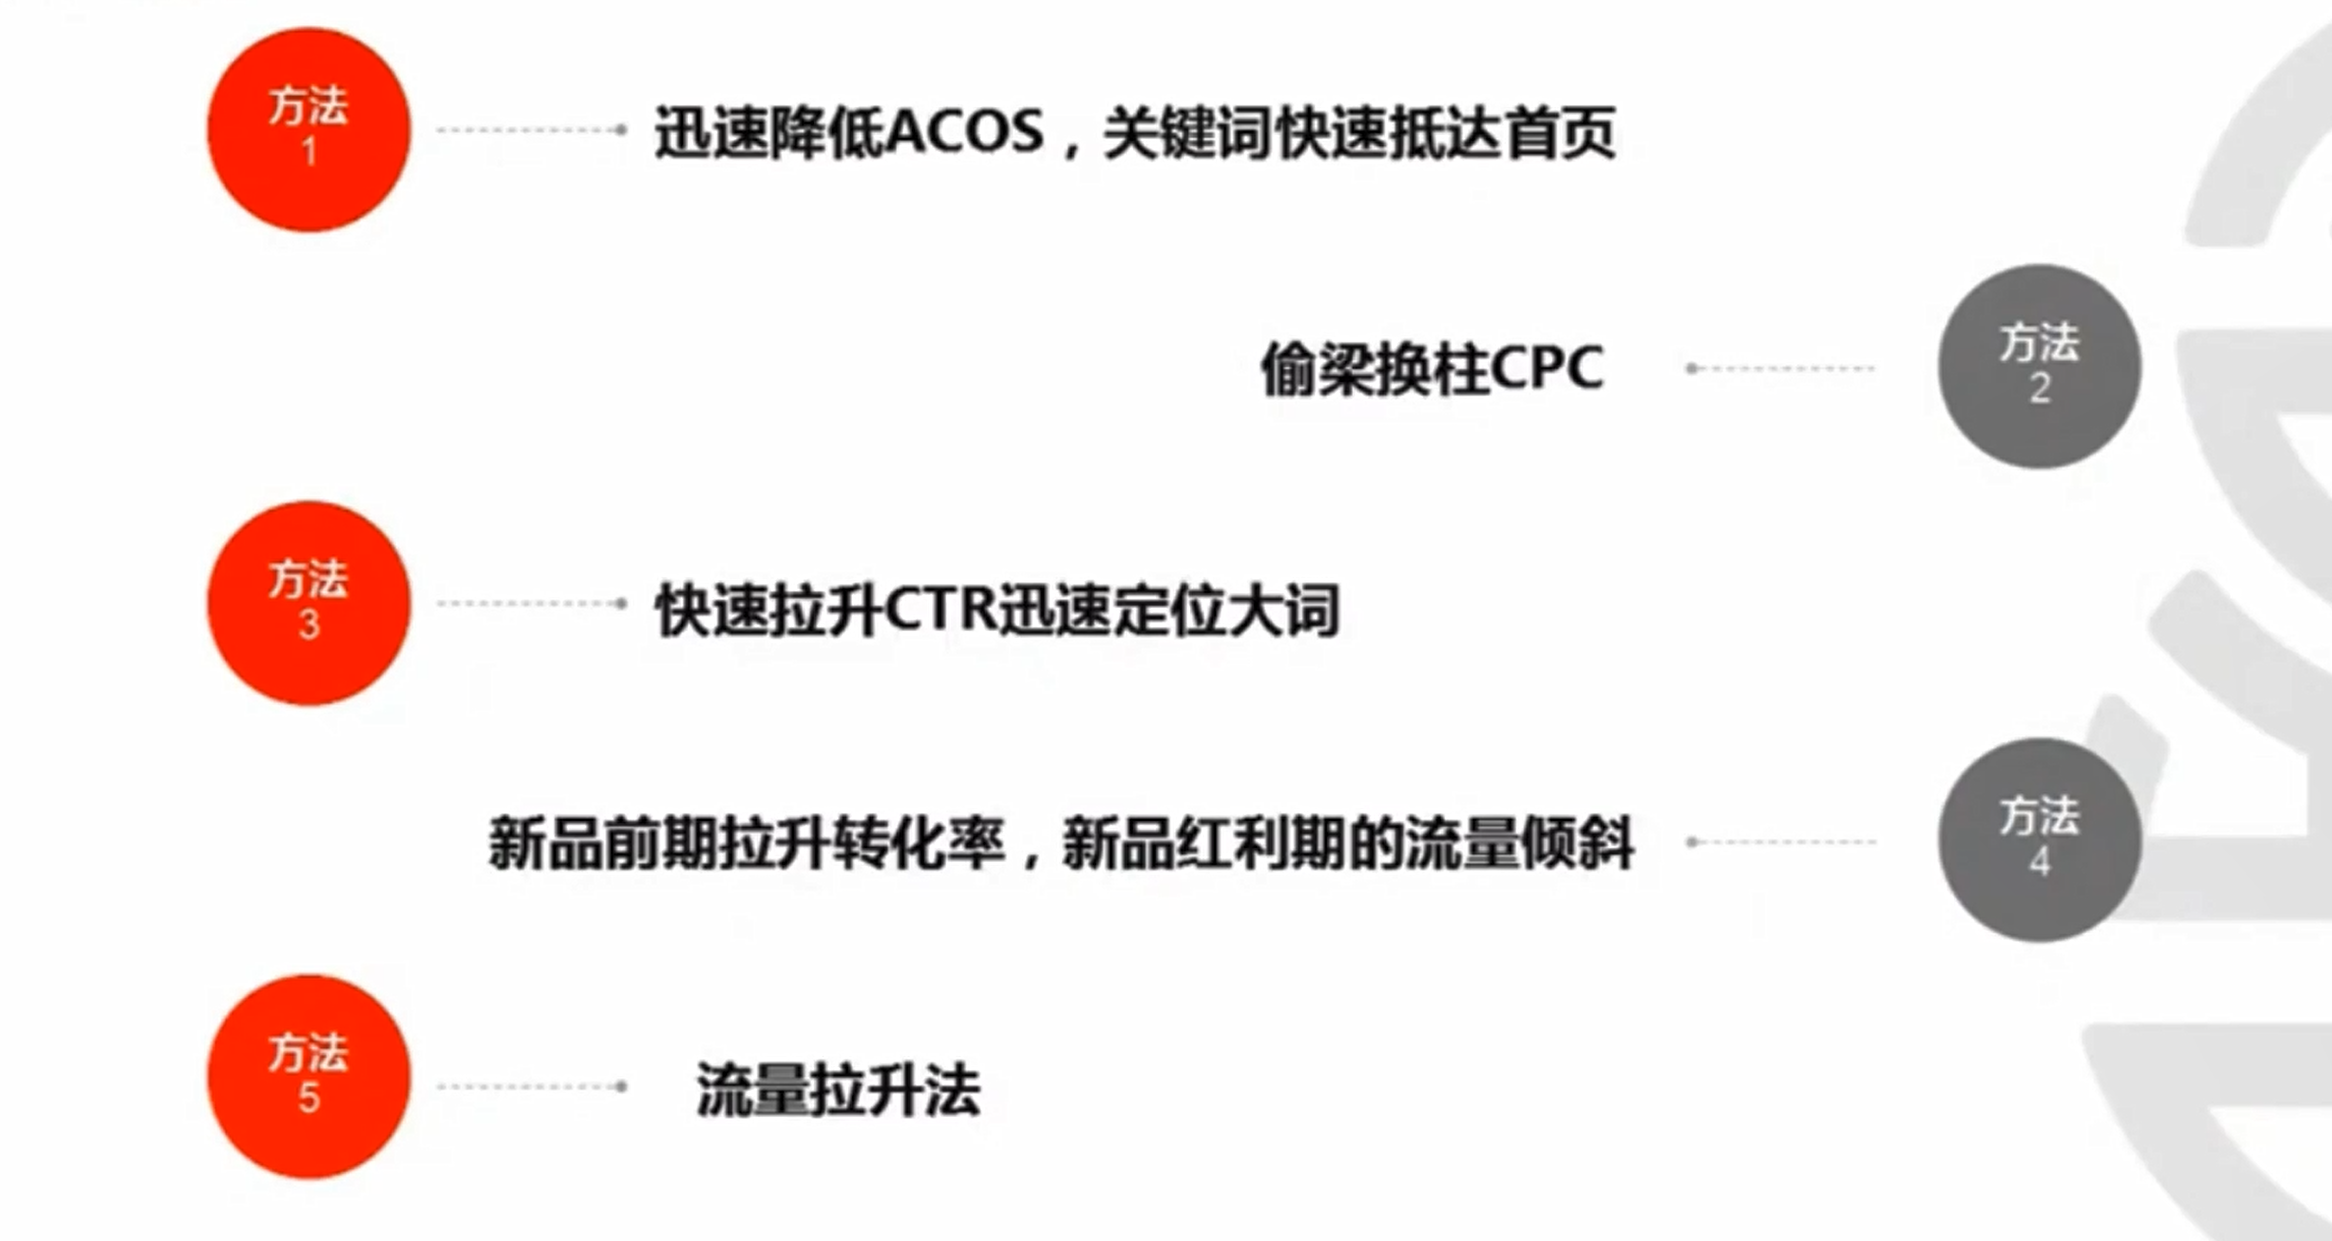 方法
1
迅速降低ACOS，关键词快速抵达首页
偷梁换柱CPC
方法
2
方法
3
快速拉升CTR迅速定位大词
新品前期拉升转化率，新品红利期的流量倾斜
方法
4
方法
5
流量拉升法